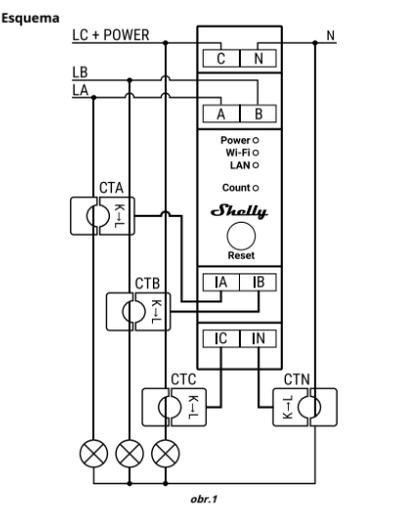 Esquema
LC + POWER
N
C N
LB
LA
A B
Power
Wi-Fi
LAN
Count
CTA
K→L
Shelly
Reset
CTB
K→L
IA IB
IC IN
CTC
K→L
CTN
K→L
obr.1